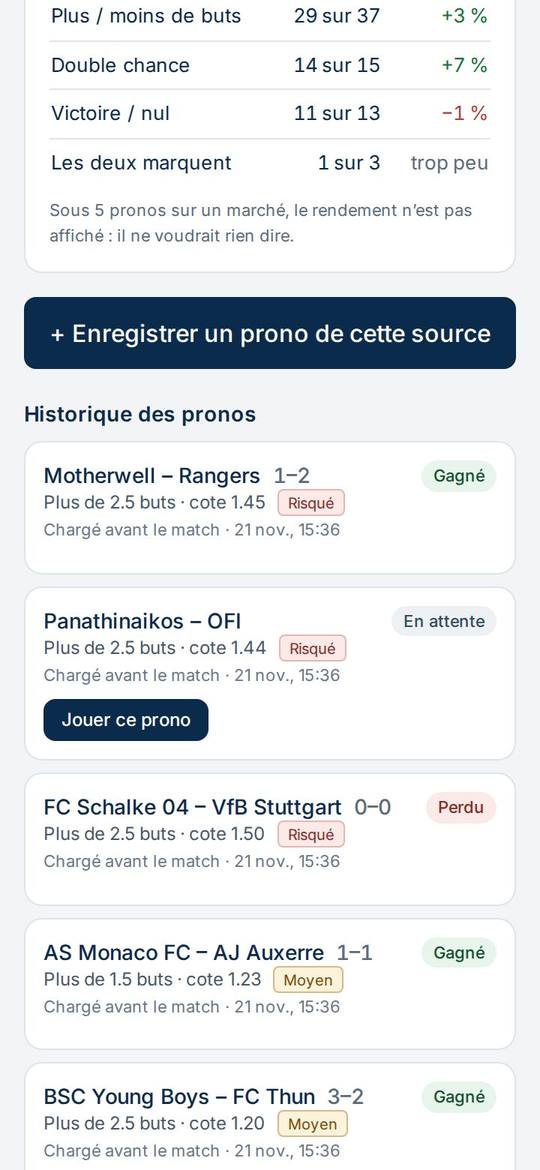 Plus / moins de buts 29 sur 37 +3 %
Double chance 14 sur 15 +7 %
Victoire / nul 11 sur 13 −1 %
Les deux marquent 1 sur 3 trop peu
Sous 5 pronos sur un marché, le rendement n’est pas
affiché : il ne voudrait rien dire.
+ Enregistrer un prono de cette source
Historique des pronos
Motherwell – Rangers 1–2 Gagné
Plus de 2.5 buts · cote 1.45 Risqué
Chargé avant le match · 21 nov., 15:36
Panathinaikos – OFI En attente
Plus de 2.5 buts · cote 1.44 Risqué
Chargé avant le match · 21 nov., 15:36
Jouer ce prono
FC Schalke 04 – VfB Stuttgart 0–0 Perdu
Plus de 2.5 buts · cote 1.50 Risqué
Chargé avant le match · 21 nov., 15:36
AS Monaco FC – AJ Auxerre 1–1 Gagné
Plus de 1.5 buts · cote 1.23 Moyen
Chargé avant le match · 21 nov., 15:36
BSC Young Boys – FC Thun 3–2 Gagné
Plus de 2.5 buts · cote 1.20 Moyen
Chargé avant le match · 21 nov., 15:36